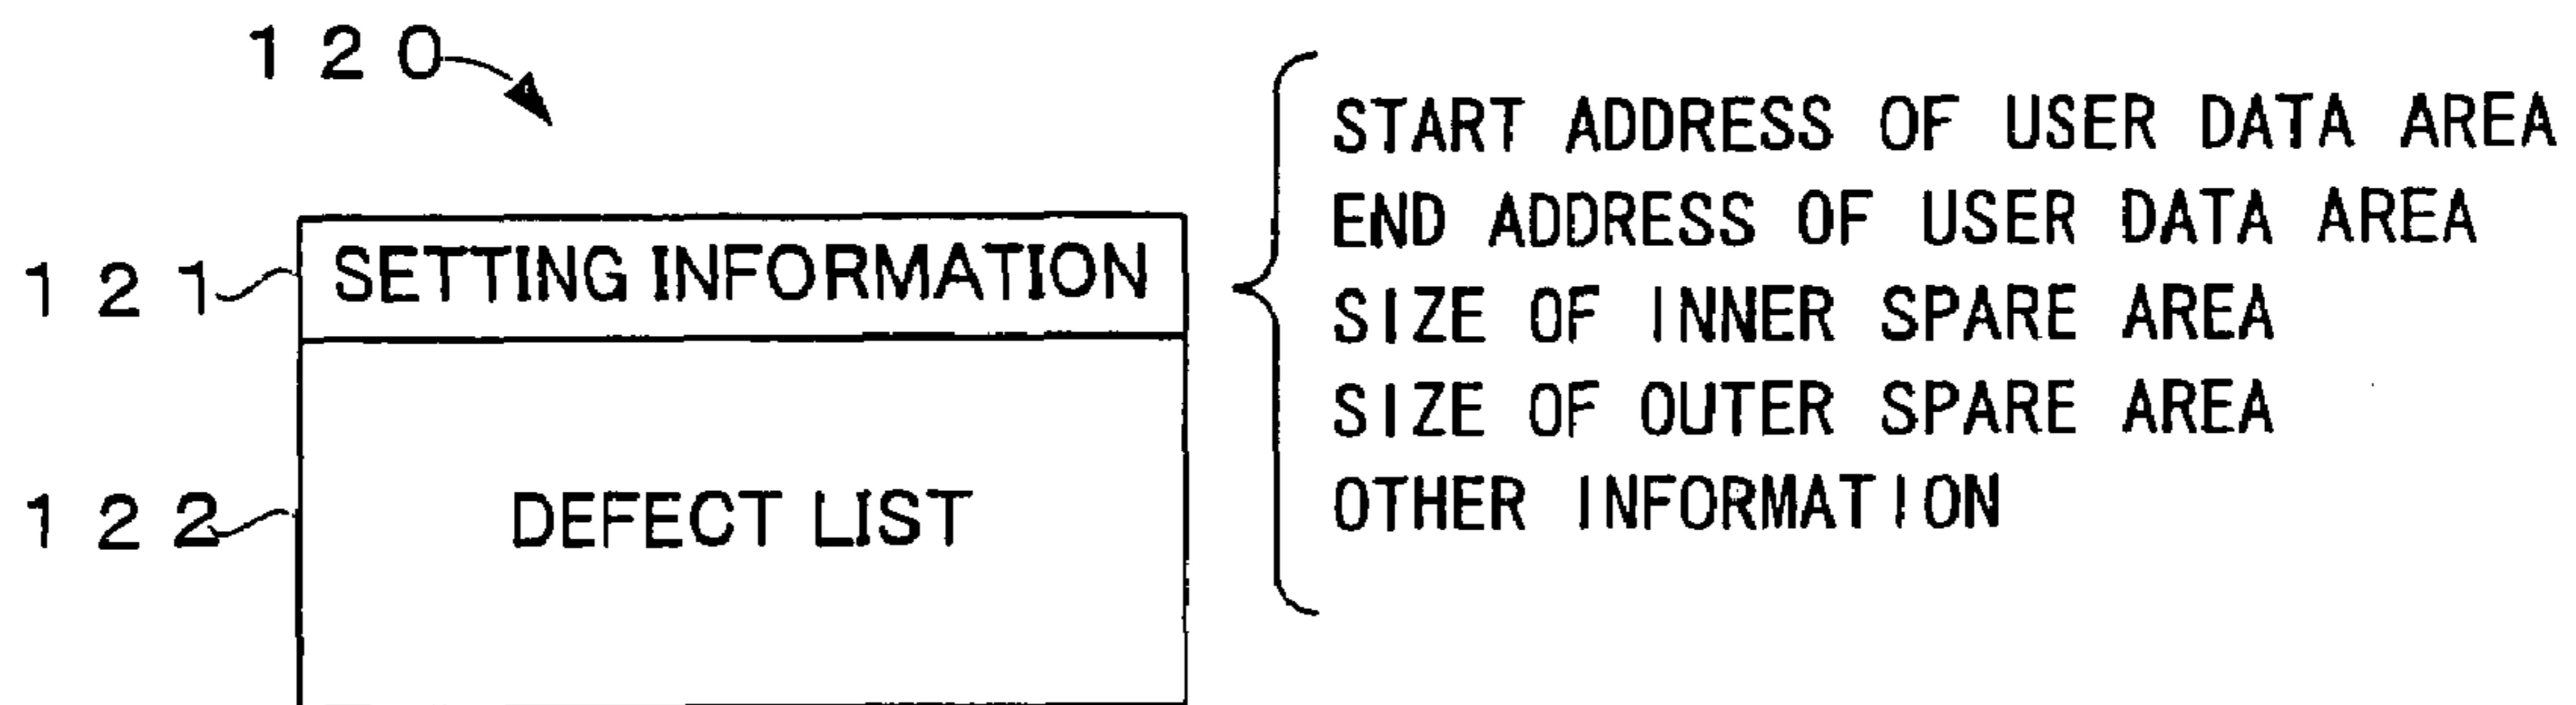 120
121 SETTING INFORMATION
122 DEFECT LIST
START ADDRESS OF USER DATA AREA
END ADDRESS OF USER DATA AREA
SIZE OF INNER SPARE AREA
SIZE OF OUTER SPARE AREA
OTHER INFORMATION